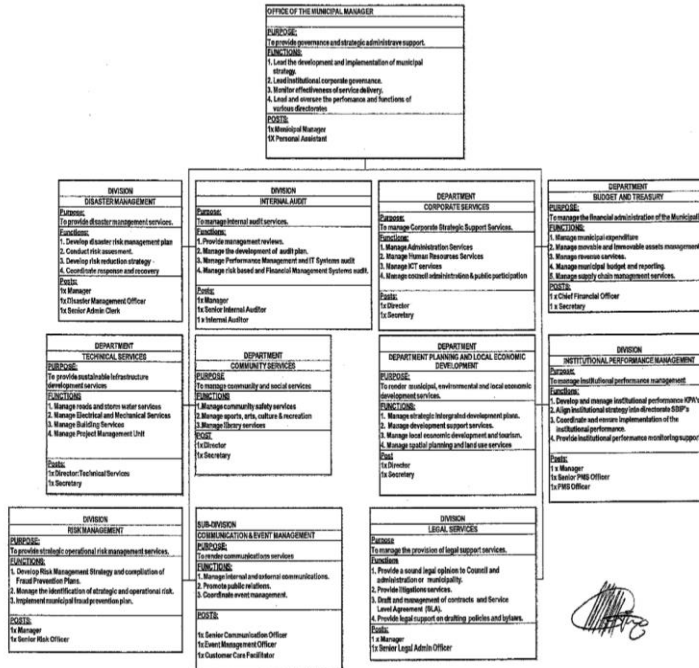 OFFICE OF THE MUNICIPAL MANAGER
PURPOSE:
To provide governance and strategic administrave support.
FUNCTIONS:
1. Lead the development and implementation of municipal
strategy.
2. Lead institutional corporate governance.
3. Monitor effectiveness of service delivery.
4. Lead and oversee the perfomance and functions of
various directorates
POSTS:
1x Municipal Manager
1X Personal Assistant
DIVISION
DISASTER MANAGEMENT
Purpose:
To provide disaster management services.
Functions:
1. Develop disaster risk management plan
2. Conduct risk assesment.
3. Develop risk reduction strategy
4. Coordinate response and recovery
Posts:
1x Manager
1x Disaster Management Officer
1x Senior Admin Clerk
DIVISION
INTERNAL AUDIT
Purpose:
To manage internal audit services.
Functions:
1. Provide management reviews.
2. Manage the development of audit plan.
3. Manage Performance Management and IT Systems audit.
4. Manage risk based and Financial Management Systems audit.
Posts:
1x Manager
1x Senior Internal Auditor
1x Internal Auditor
DEPARTMENT
CORPORATE SERVICES
Purpose:
To manage Corporate Strategic Support Services.
Functions:
1. Manage Administration Services
2. Manage Human Resources Services
3. Manage ICT services
4. Manage council administration & public participation
Posts:
1x Director
1x Secretary
DEPARTMENT
BUDGET AND TREASURY
PURPOSE:
To manage the financial administration of the Municipal
FUNCTIONS:
1. Manage municipal expenditure
2. Manage movable and immovable assets management
3. Manage revenue services.
4. Manage municipal budget and reporting.
5. Manage supply chain management services.
POSTS:
1 x Chief Financial Officer
1 x Secretary
DEPARTMENT
TECHNICAL SERVICES
PURPOSE:
To provide sustainable infrastructure
development services
FUNCTIONS
1. Manage roads and storm water services
2. Manage Electrical and Mechanical Services
3. Manage Building Services
4. Manage Project Management Unit
Posts:
1x Director:Technical Services
1x Secretary
DEPARTMENT
COMMUNITY SERVICES
PURPOSE
To manage community and social services
FUNCTIONS
1. Manage community safety services
2. Manage sports, arts, culture & recreation
3. Manage library services
POST
1x Director
1x Secretary
DEPARTMENT
DEPARTMENT PLANNING AND LOCAL ECONOMIC
DEVELOPMENT
PURPOSE:
To render municipal, environmental and local economic
development services.
FUNCTIONS:
1. Manage strategic intergrated development plans.
2. Manage development support services.
3. Manage local economic development and tourism.
4. Manage spatial planning and land use services
Post
1x Director
1x Secretary
DIVISION
INSTITUTIONAL PERFORMANCE MANAGEMENT
Purpose:
To manage institutional performance management
Functions:
1. Develop and manage institutional performance KPA's
2. Align institutional strategy into directorate SDIP's
3. Coordinate and ensure implementation of the
institutional performance.
4. Provide institutional performance monitoring support
Posts:
1 x Manager
1x Senior PMS Officer
1x PMS Officer
DIVISION
RISK MANAGEMENT
PURPOSE:
To provide strategic operational risk management services.
FUNCTIONS:
1. Develop Risk Management Strategy and compilation of
Fraud Prevention Plans.
2. Manage the identification of strategic and operational risk.
3. Implement municipal fraud prevention plan.
POSTS:
1x Manager
1x Senior Risk Officer
SUB-DIVISION
COMMUNICATION & EVENT MANAGEMENT
PURPOSE:
To render communications services
FUNCTIONS:
1. Manage internal and external communications.
2. Promote public relations.
3. Coordinate event management.
POSTS:
1x Senior Communication Officer
1x Event Management Officer
1x Customer Care Facilitator
DIVISION
LEGAL SERVICES
Purpose
To manage the provision of legal support services.
Functions
1. Provide a sound legal opinion to Council and
administration or municipality.
2. Provide litigations services.
3. Draft and management of contracts and Service
Level Agreement (SLA).
4. Provide legal support on drafting policies and bylaws.
Posts:
1 x Manager
1x Senior Legal Admin Officer